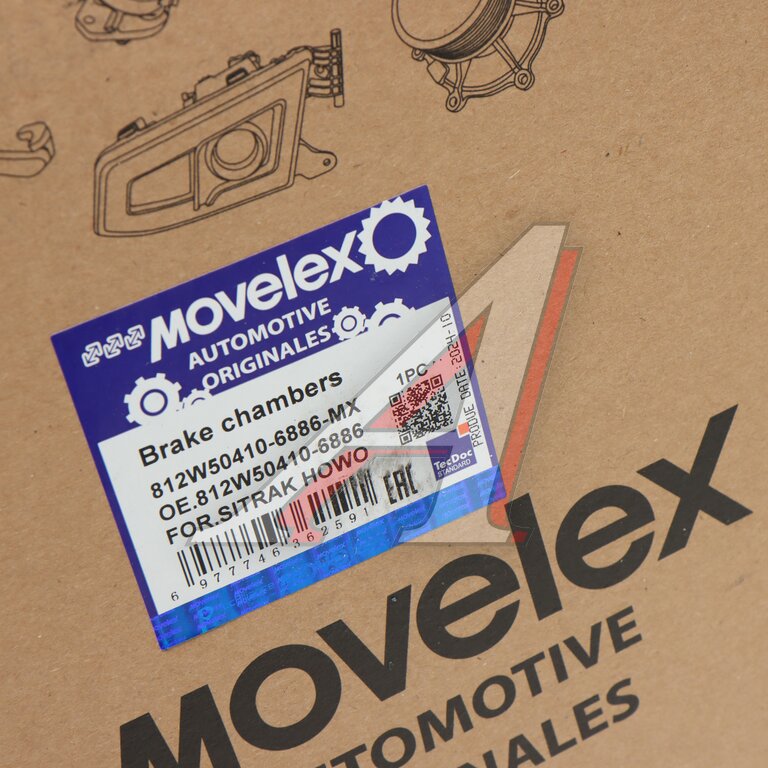 MOVelex
AUTOMOTIVE
ORIGINALES
Brake chambers
1PC
812W50410-6886-MX
OE.812W50410-6886
FOR.SITRAK HOWO
PRODUE DATE: 2024-10
TecDoc
STANDARD
EAC
6 977746 362591
MOVelex
AUTOMOTIVE
ORIGINALES